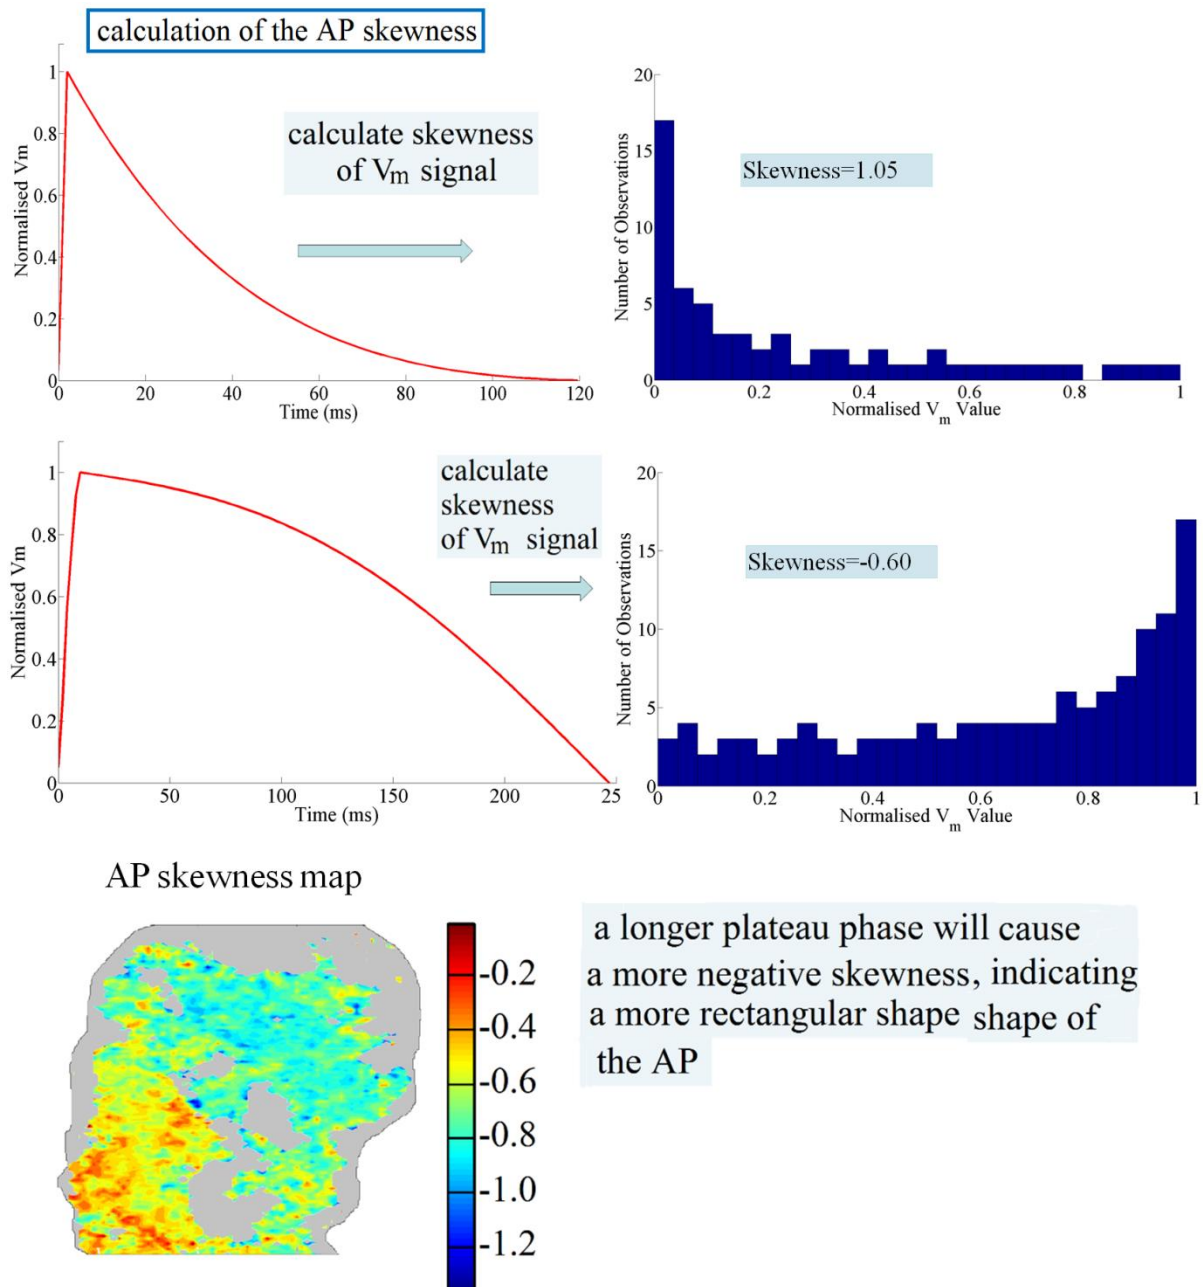 calculation of the AP skewness
Normalised Vm
1
0.8
0.6
0.4
0.2
0
0
20
40
60
80
100
120
Time (ms)
calculate skewness
of Vm signal
Number of Observations
20
15
10
5
0
0
0.2
0.4
0.6
0.8
1
Normalised Vm Value
Skewness=1.05
Normalised Vm
1
0.8
0.6
0.4
0.2
0
0
50
100
150
200
25
Time (ms)
calculate
skewness
of Vm signal
Number of Observations
20
15
10
5
0
0
0.2
0.4
0.6
0.8
1
Normalised Vm Value
Skewness=-0.60
AP skewness map
-0.2
-0.4
-0.6
-0.8
-1.0
-1.2
a longer plateau phase will cause
a more negative skewness, indicating
a more rectangular shape shape of
the AP